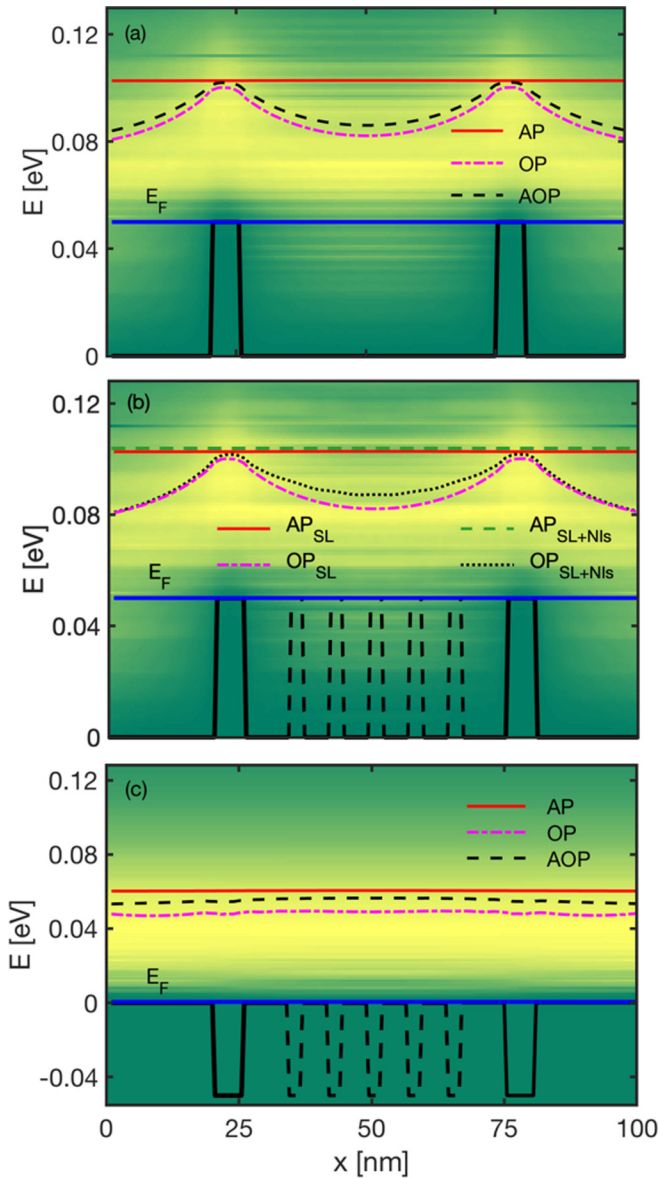 (a)
0.12
0.08
0.04
0
E [eV]
AP
OP
AOP
E_F
(b)
0.12
0.08
0.04
0
E [eV]
AP_SL
AP_SL+NIs
OP_SL
OP_SL+NIs
E_F
(c)
0.12
0.08
0.04
0
-0.04
E [eV]
AP
OP
AOP
E_F
0
25
50
75
100
x [nm]